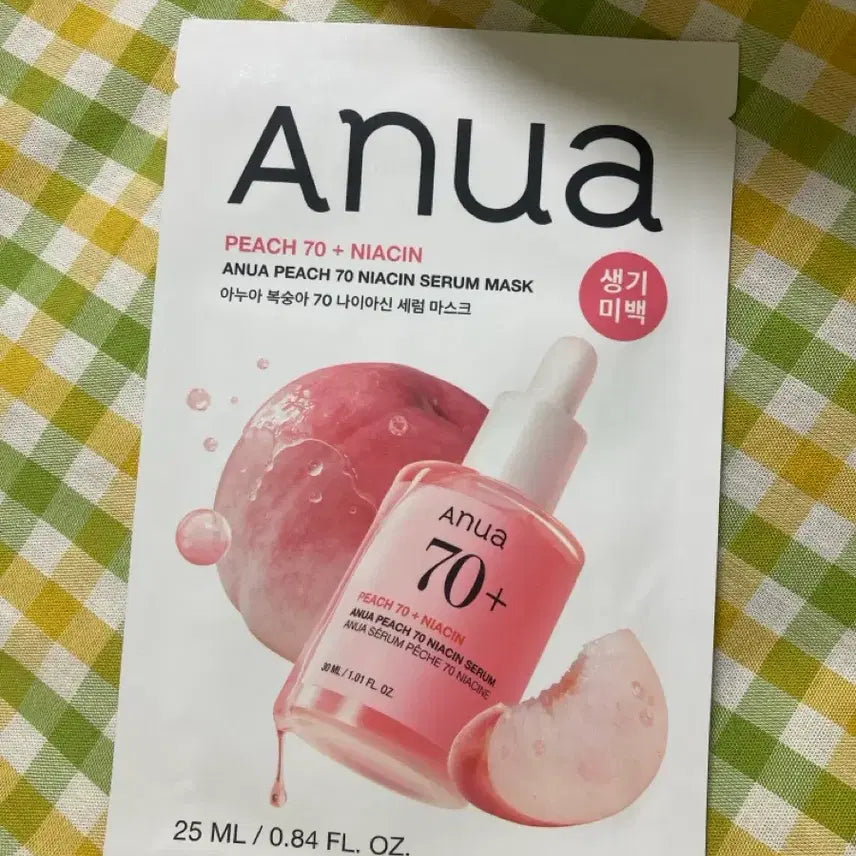 Anua
PEACH 70 + NIACIN
ANUA PEACH 70 NIACIN SERUM MASK
아누아 복숭아 70 나이아신 세럼 마스크
생기
미백
Anua
70+
PEACH 70 + NIACIN
ANUA PEACH 70 NIACIN SERUM
ANUA SÉRUM PÊCHE 70 NIACINE
30 ML / 1.01 FL. OZ.
25 ML / 0.84 FL. OZ.